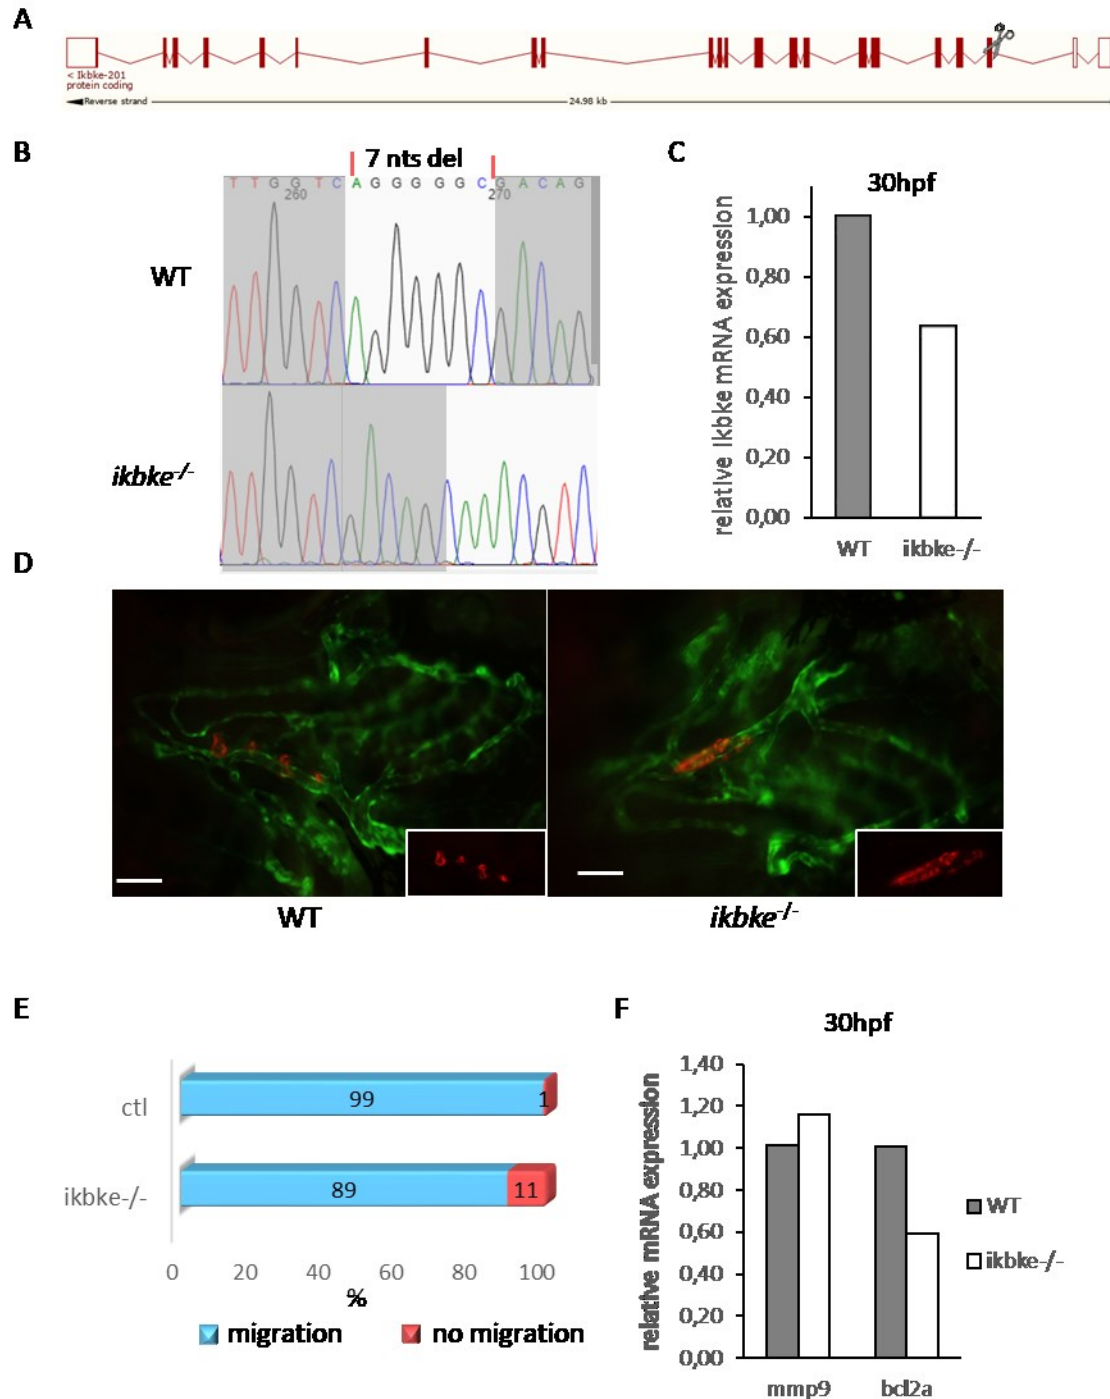 A
< Ikbke-201
protein coding
Reverse strand
24.98 kb
B
7 nts del
T T G G T C A G G G G G C G A C A G
260
270
WT
ikbke-/-
C
30hpf
relative Ikbke mRNA expression
1,00
0,80
0,60
0,40
0,20
0,00
WT
ikbke-/-
D
WT
ikbke-/-
E
ctl
99
1
ikbke-/-
89
11
0 20 40 60 80 100
%
migration
no migration
F
30hpf
relative mRNA expression
1,40
1,20
1,00
0,80
0,60
0,40
0,20
0,00
WT
ikbke-/-
mmp9
bcl2a